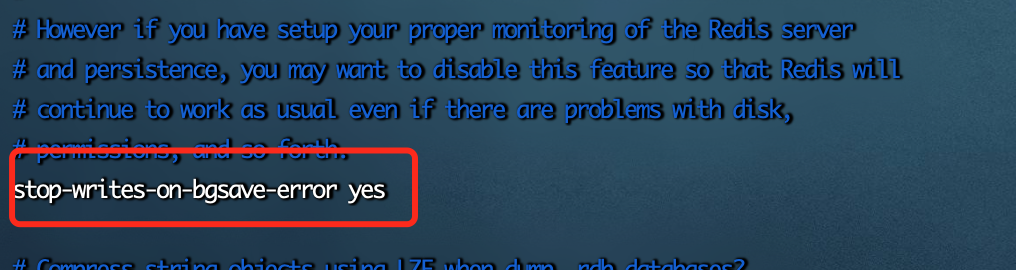 # However if you have setup your proper monitoring of the Redis server
# and persistence, you may want to disable this feature so that Redis will
# continue to work as usual even if there are problems with disk,
# permissions, and so forth.
stop-writes-on-bgsave-error yes
# Compress string objects using LZF when dump .rdb databases?